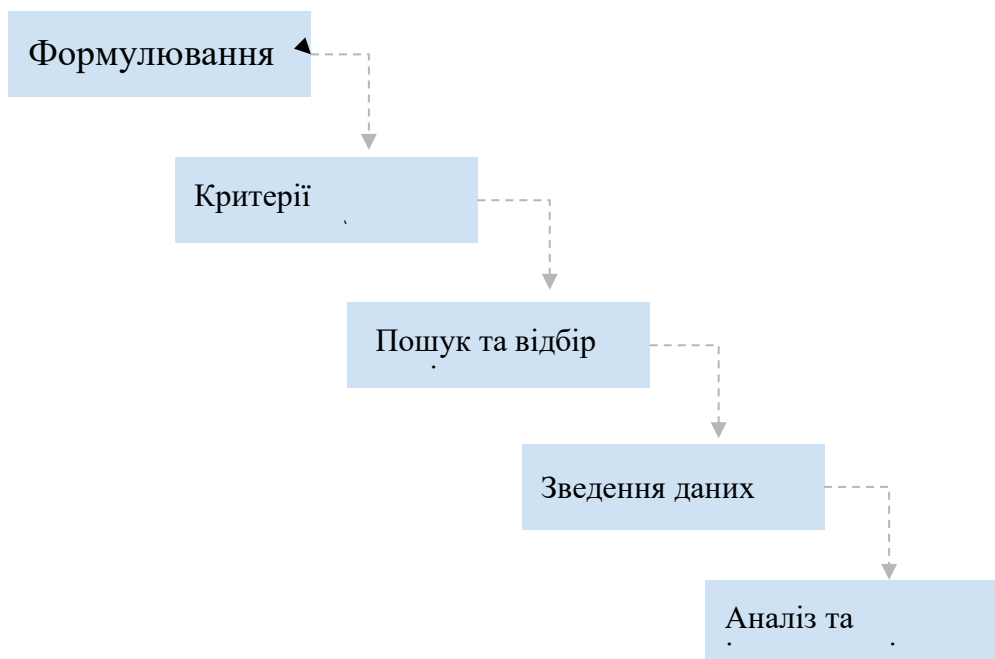 Формулювання
Критерії
Пошук та відбір
Зведення даних
Аналіз та